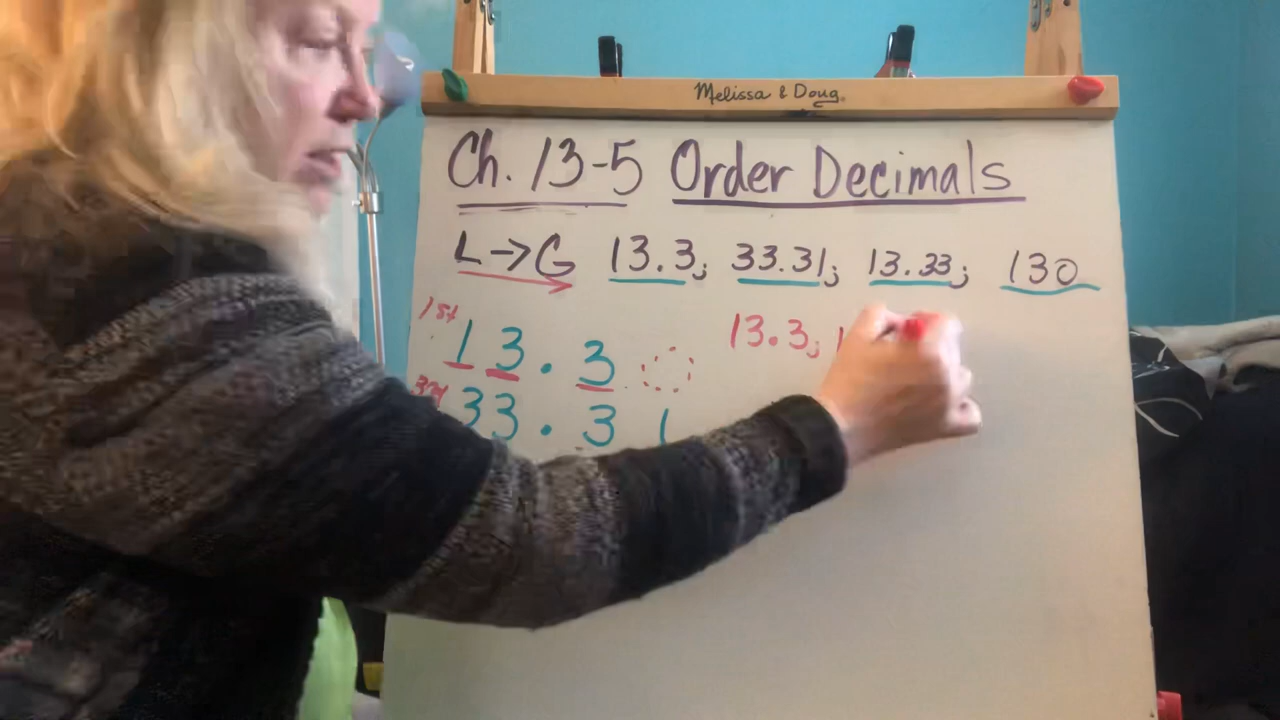 Melissa & Doug
Ch. 13-5 Order Decimals
L→G 13.3; 33.31; 13.33; 130
1st
13.3
13.3;
3rd
33.31